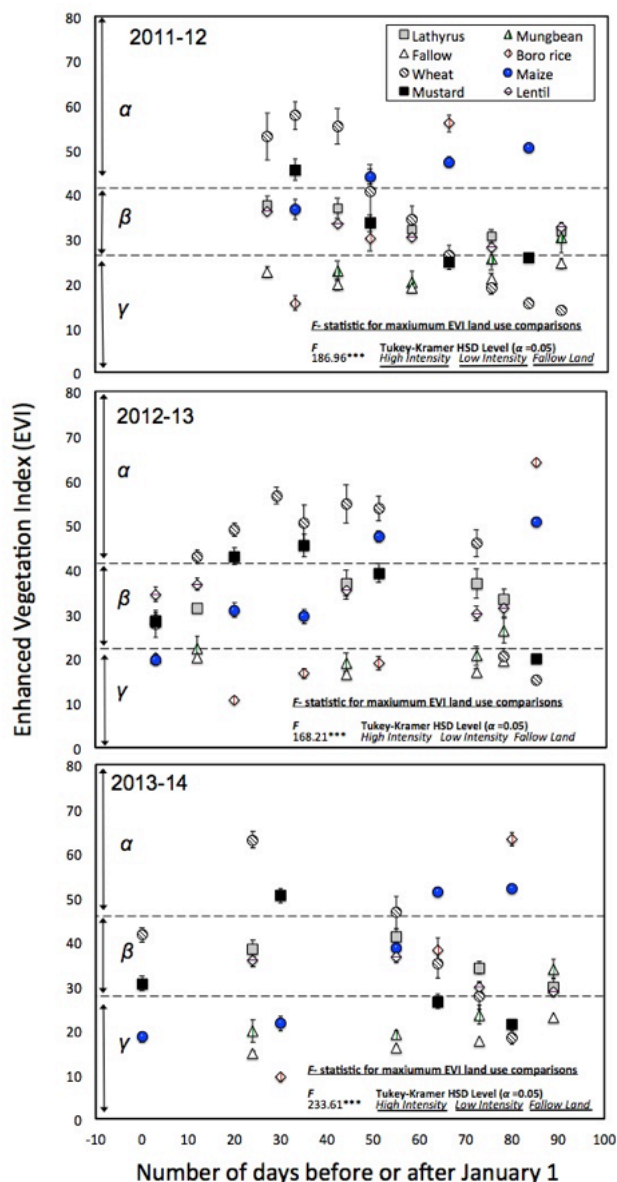 2011-12
Lathyrus Mungbean
Fallow Boro rice
Wheat Maize
Mustard Lentil
80
70
60
50
40
30
20
10
0
α
β
γ
F- statistic for maxiumum EVI land use comparisons
F Tukey-Kramer HSD Level (α =0.05)
186.96*** High Intensity Low Intensity Fallow Land
Enhanced Vegetation Index (EVI)
2012-13
80
70
60
50
40
30
20
10
0
α
β
γ
F- statistic for maxiumum EVI land use comparisons
F Tukey-Kramer HSD Level (α =0.05)
168.21*** High Intensity Low Intensity Fallow Land
2013-14
80
70
60
50
40
30
20
10
0
α
β
γ
F- statistic for maxiumum EVI land use comparisons
F Tukey-Kramer HSD Level (α =0.05)
233.61*** High Intensity Low Intensity Fallow Land
-10 0 10 20 30 40 50 60 70 80 90 100
Number of days before or after January 1